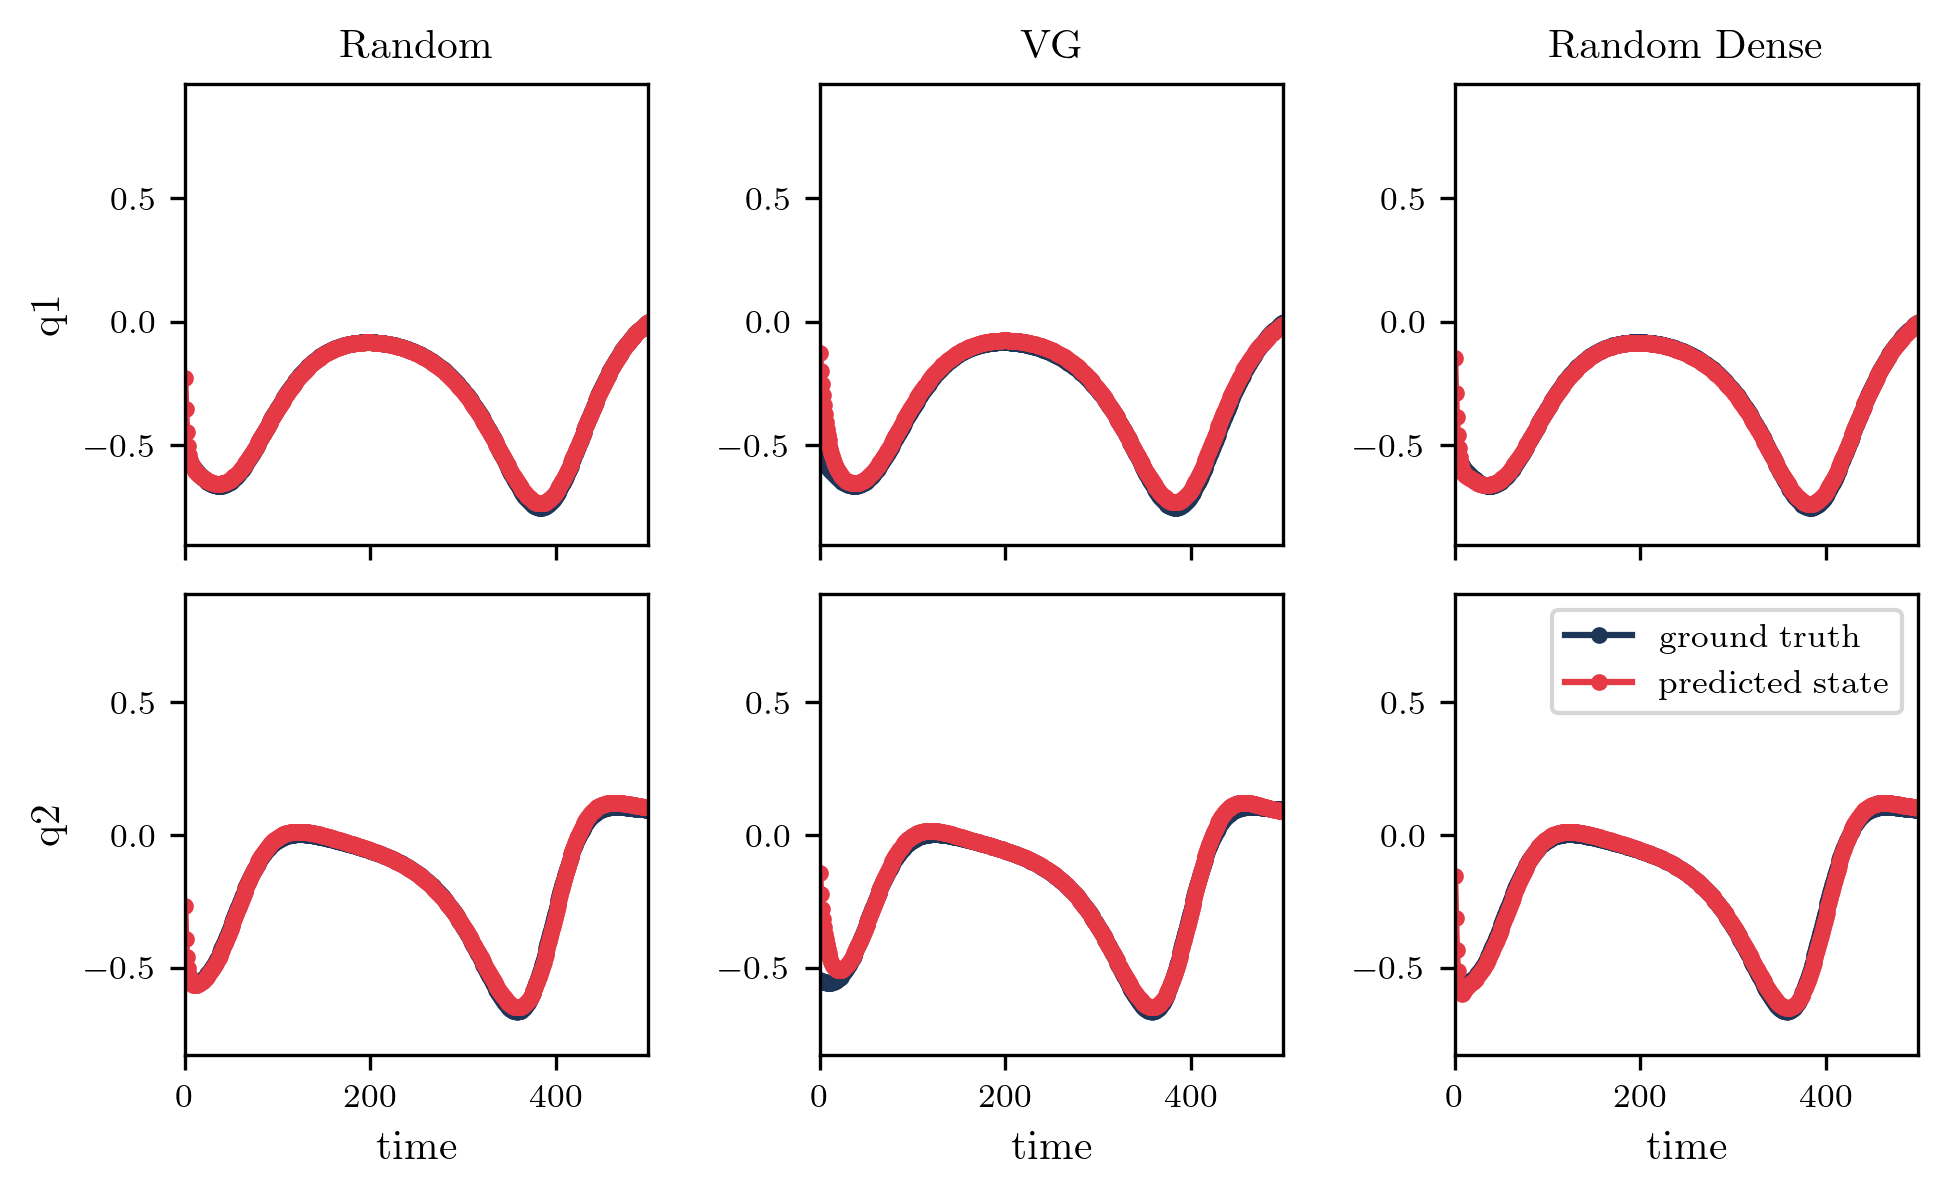 Random VG Random Dense
q1
0.5 0.5 0.5
0.0 0.0 0.0
−0.5 −0.5 −0.5
q2
ground truth
predicted state
0.5 0.5 0.5
0.0 0.0 0.0
−0.5 −0.5 −0.5
0 200 400 0 200 400 0 200 400
time time time